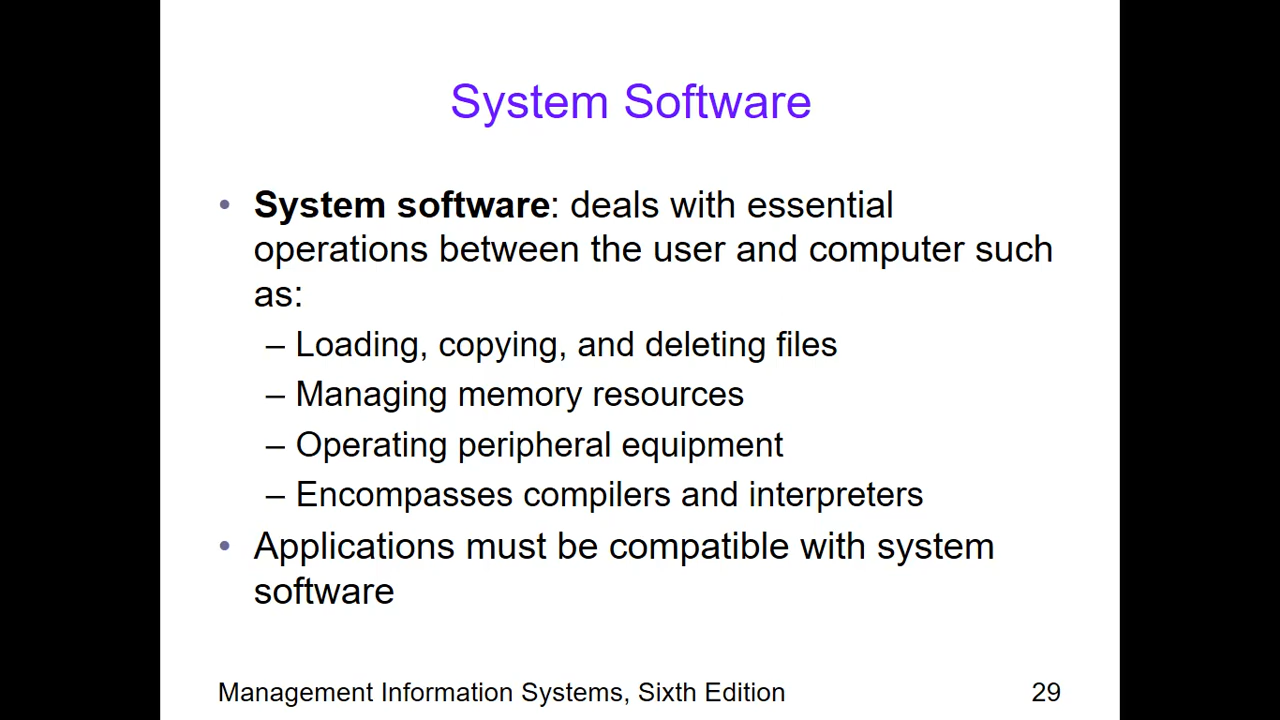 System Software
• System software: deals with essential
operations between the user and computer such
as:
– Loading, copying, and deleting files
– Managing memory resources
– Operating peripheral equipment
– Encompasses compilers and interpreters
• Applications must be compatible with system
software
Management Information Systems, Sixth Edition 29